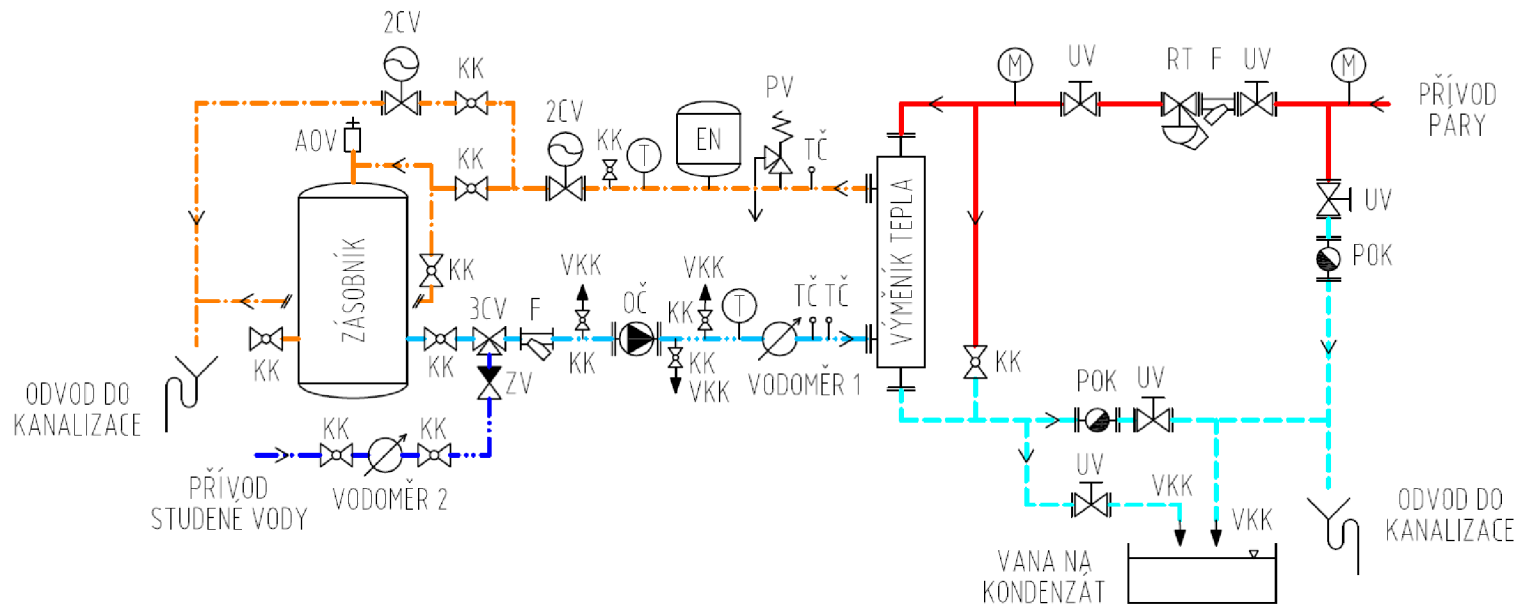 2CV
KK
AOV
KK
2CV
KK
T
EN
PV
TČ
M
UV
RT
F
UV
M
PŘÍVOD
PÁRY
UV
POK
ZÁSOBNÍK
KK
VÝMĚNÍK TEPLA
KK
KK
3CV
F
VKK
KK
OČ
KK
VKK
T
TČ
TČ
KK
VKK
VODOMĚR 1
ZV
KK
POK
UV
ODVOD DO
KANALIZACE
KK
KK
PŘÍVOD
STUDENÉ VODY
VODOMĚR 2
UV
VKK
VKK
ODVOD DO
KANALIZACE
VANA NA
KONDENZÁT